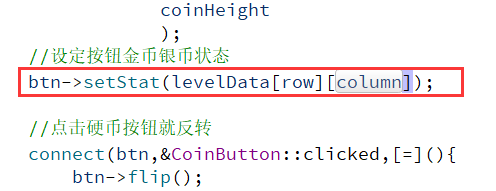 coinHeight
);
//设定按钮金币银币状态
btn->setStat(levelData[row][column]);
//点击硬币按钮就反转
connect(btn,&CoinButton::clicked,[=](){
btn->flip();